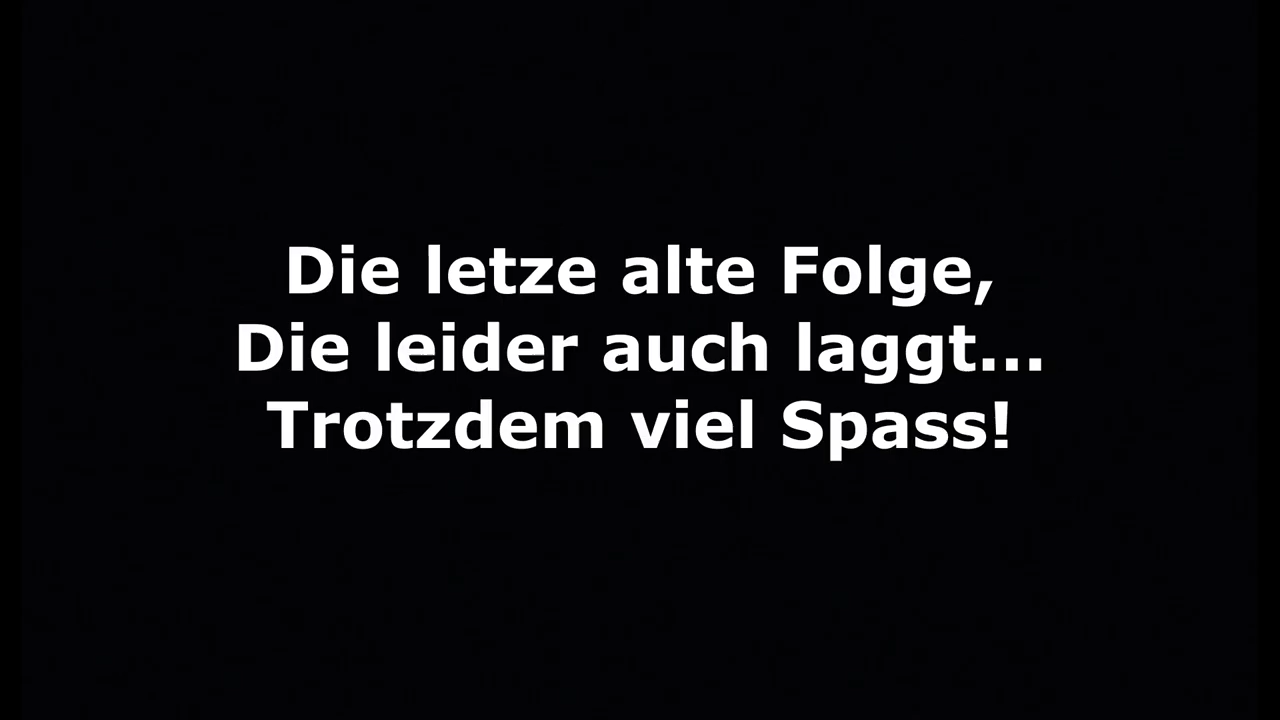 Die letze alte Folge,
Die leider auch laggt...
Trotzdem viel Spass!